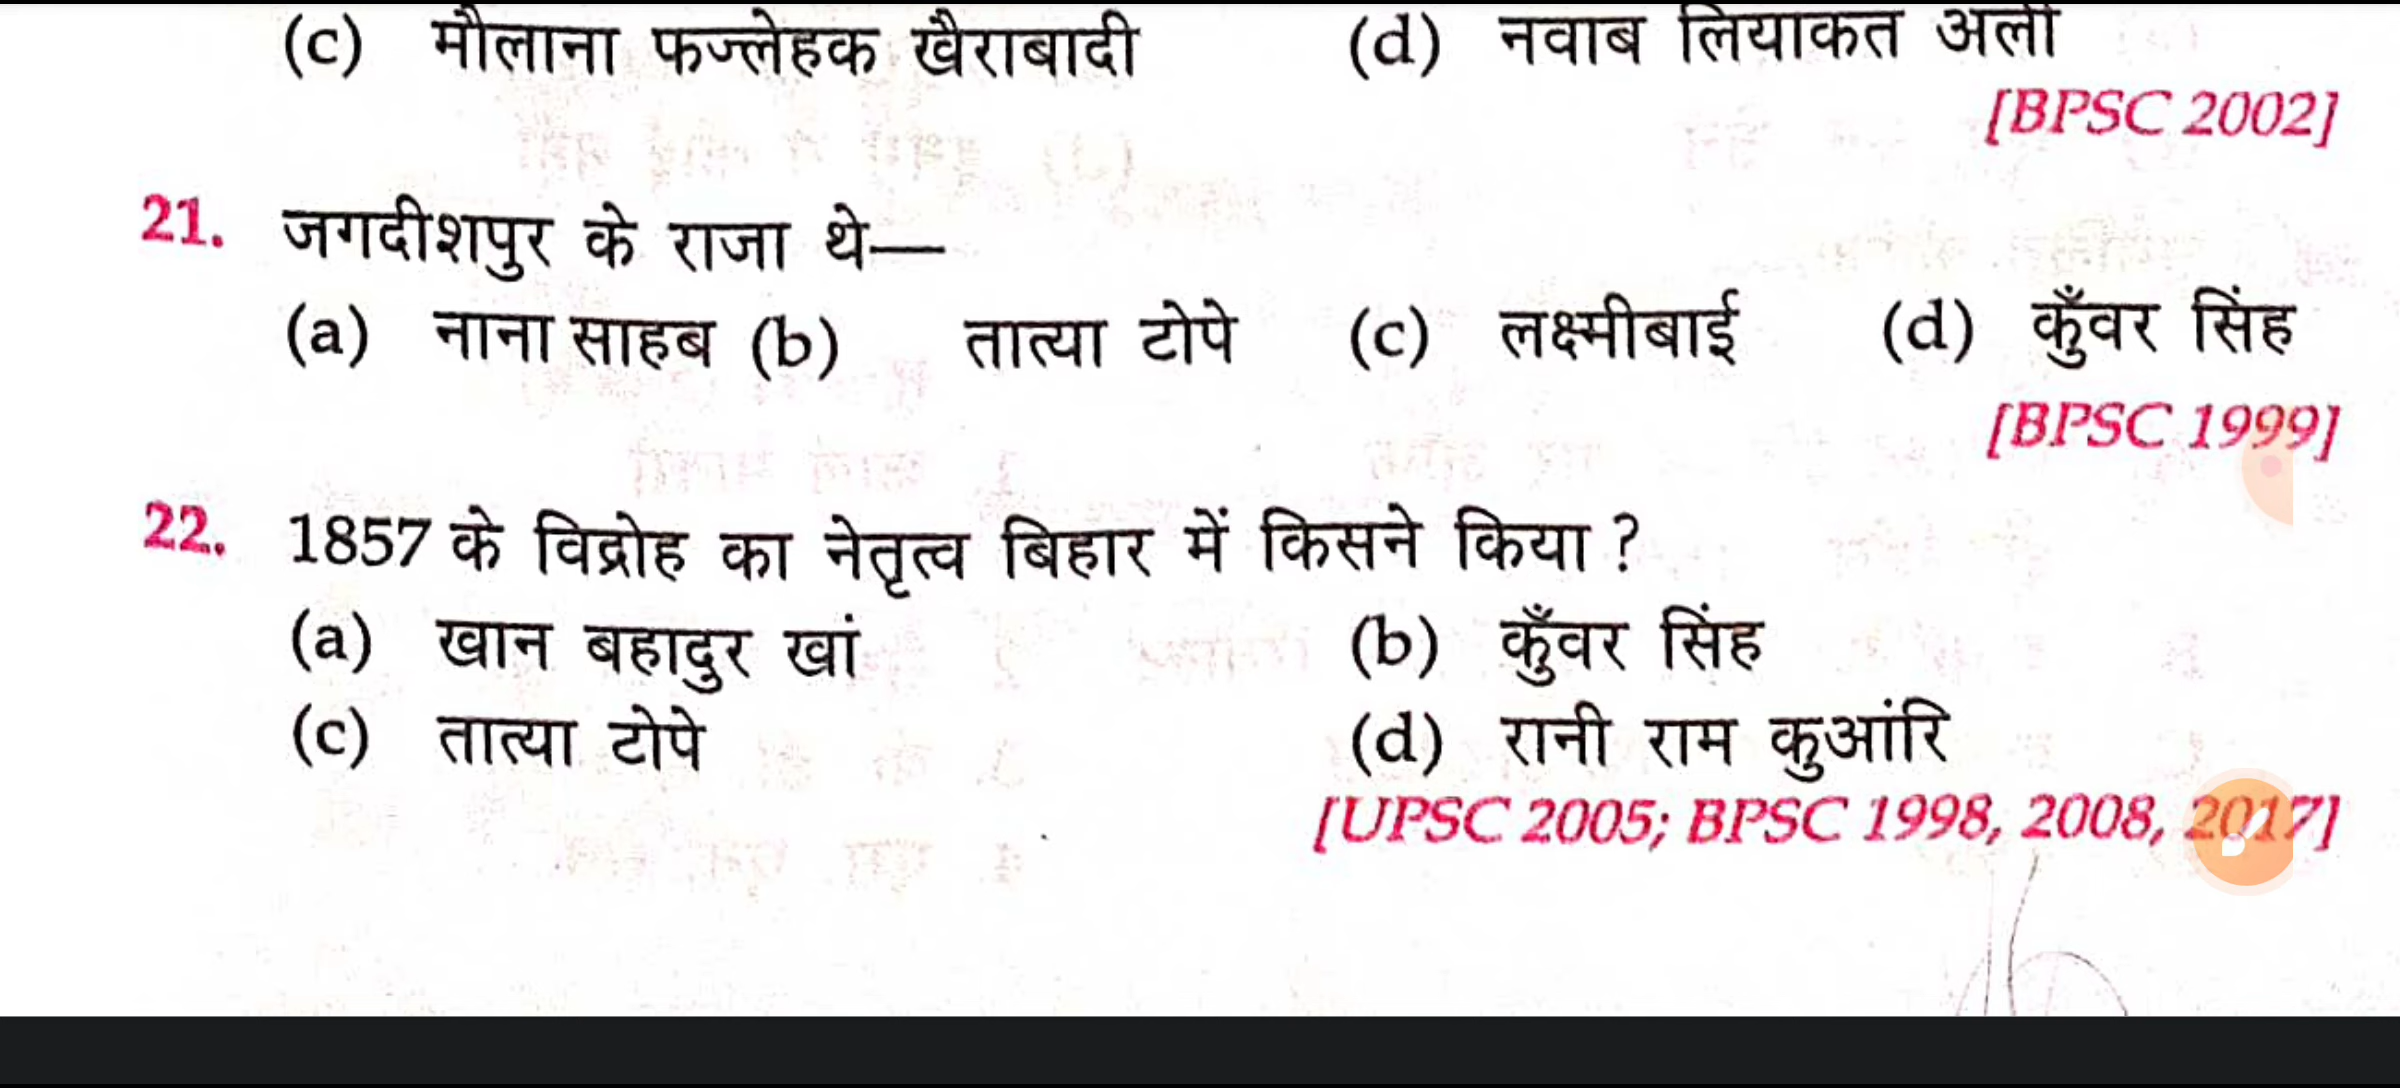 (c) मौलाना फज्लेहक खैराबादी (d) नवाब लियाकत अली
[BPSC 2002]
21. जगदीशपुर के राजा थे—
(a) नाना साहब (b) तात्या टोपे (c) लक्ष्मीबाई (d) कुँवर सिंह
[BPSC 1999]
22. 1857 के विद्रोह का नेतृत्व बिहार में किसने किया ?
(a) खान बहादुर खां (b) कुँवर सिंह
(c) तात्या टोपे (d) रानी राम कुआंरि
[UPSC 2005; BPSC 1998, 2008, 2017]